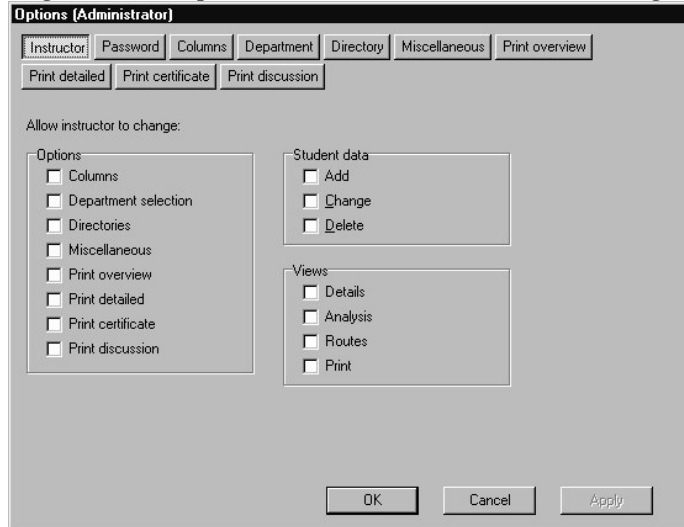 Options (Administrator)
Instructor Password Columns Department Directory Miscellaneous Print overview
Print detailed Print certificate Print discussion
Allow instructor to change:
Options
Columns
Department selection
Directories
Miscellaneous
Print overview
Print detailed
Print certificate
Print discussion
Student data
Add
Change
Delete
Views
Details
Analysis
Routes
Print
OK Cancel Apply